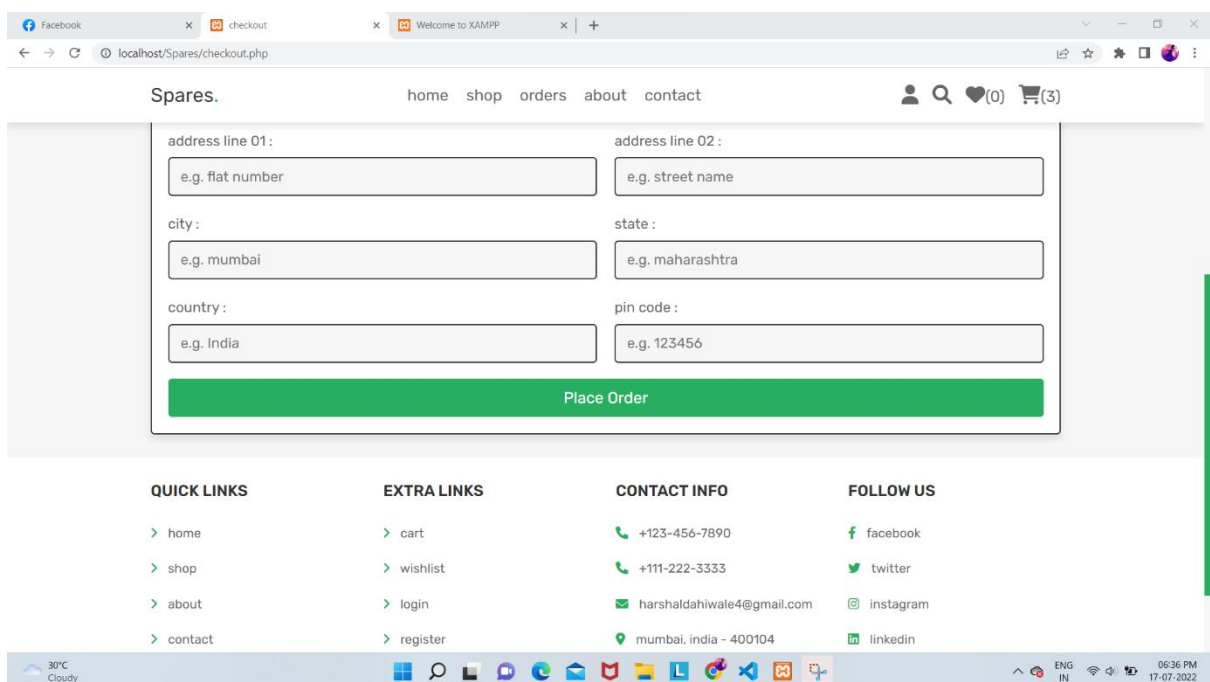 Facebook checkout Welcome to XAMPP
localhost/Spares/checkout.php
Spares. home shop orders about contact (0) (3)
address line 01 : address line 02 :
e.g. flat number e.g. street name
city : state :
e.g. mumbai e.g. maharashtra
country : pin code :
e.g. India e.g. 123456
Place Order
QUICK LINKS EXTRA LINKS CONTACT INFO FOLLOW US
home cart +123-456-7890 facebook
shop wishlist +111-222-3333 twitter
about login harshaldahiwale4@gmail.com instagram
contact register mumbai, india - 400104 linkedin
30°C ENG 06:36 PM
Cloudy IN 17-07-2022